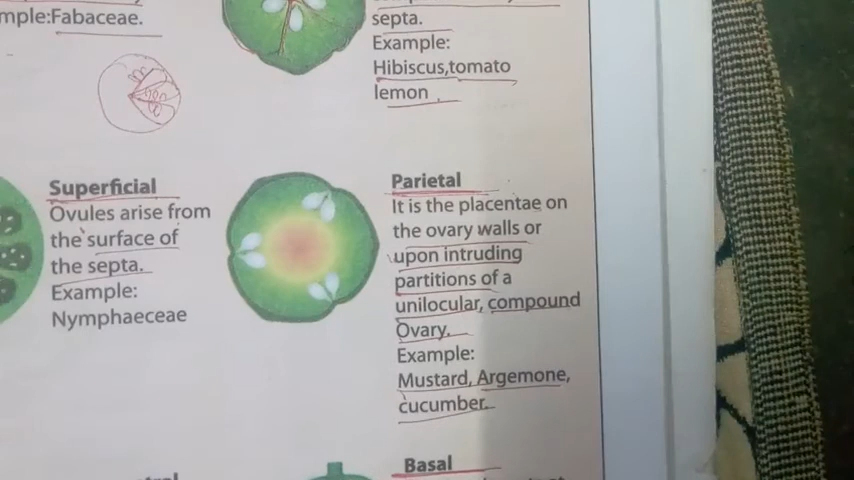 mple:Fabaceae.
septa.
Example:
Hibiscus,tomato
lemon .
Superficial
Ovules arise from
the surface of
the septa.
Example:
Nymphaeceae
Parietal
It is the placentae on
the ovary walls or
upon intruding
partitions of a
unilocular, compound
Ovary.
Example:
Mustard, Argemone,
cucumber.
Basal